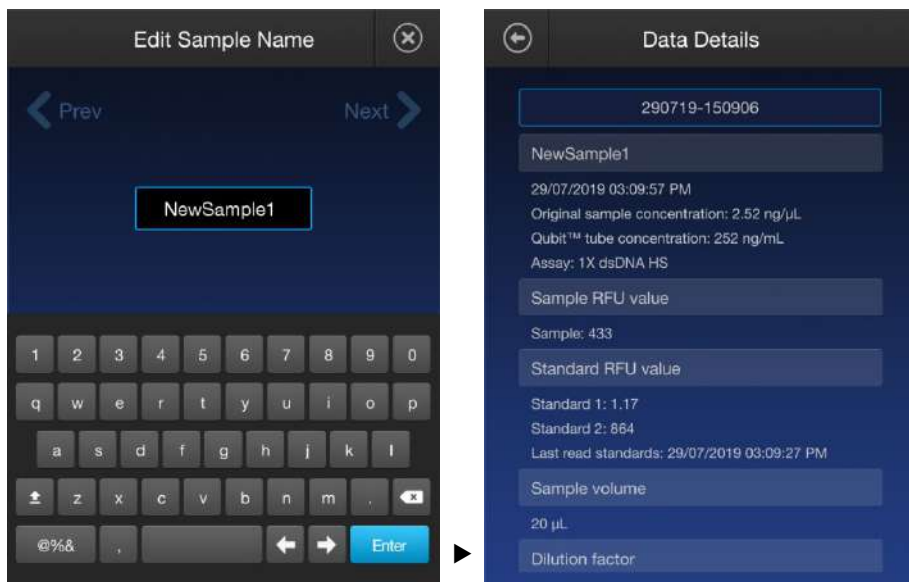 Edit Sample Name
Prev
Next
NewSample1
1 2 3 4 5 6 7 8 9 0
q w e r t y u i o p
a s d f g h j k l
z x c v b n m .
@%& , Enter
Data Details
290719-150906
NewSample1
29/07/2019 03:09:57 PM
Original sample concentration: 2.52 ng/µL
Qubit™ tube concentration: 252 ng/mL
Assay: 1X dsDNA HS
Sample RFU value
Sample: 433
Standard RFU value
Standard 1: 1.17
Standard 2: 864
Last read standards: 29/07/2019 03:09:27 PM
Sample volume
20 µL
Dilution factor